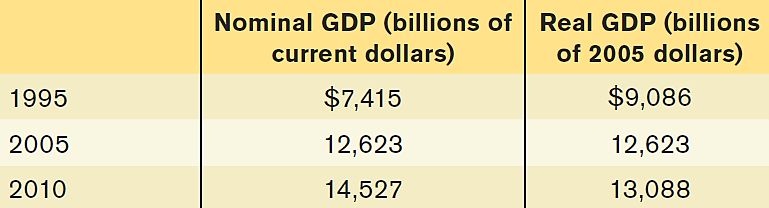 Nominal GDP (billions of current dollars) Real GDP (billions of 2005 dollars)
1995 $7,415 $9,086
2005 12,623 12,623
2010 14,527 13,088